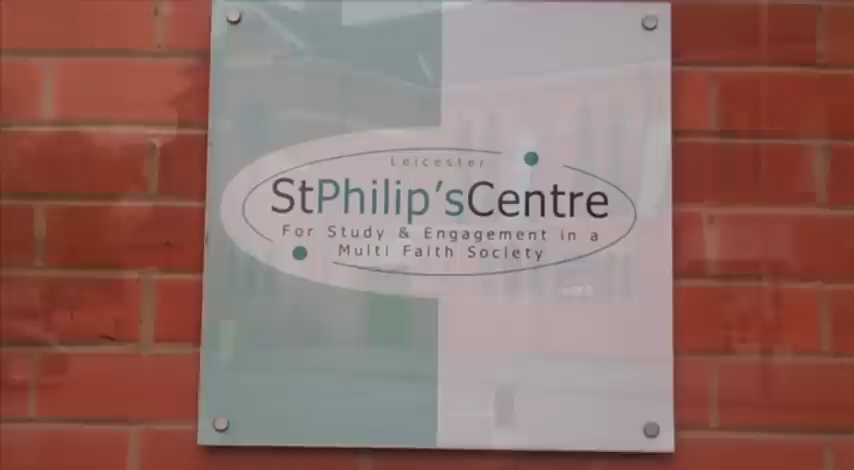 Leicester
StPhilip'sCentre
For Study & Engagement in a
Multi Faith Society